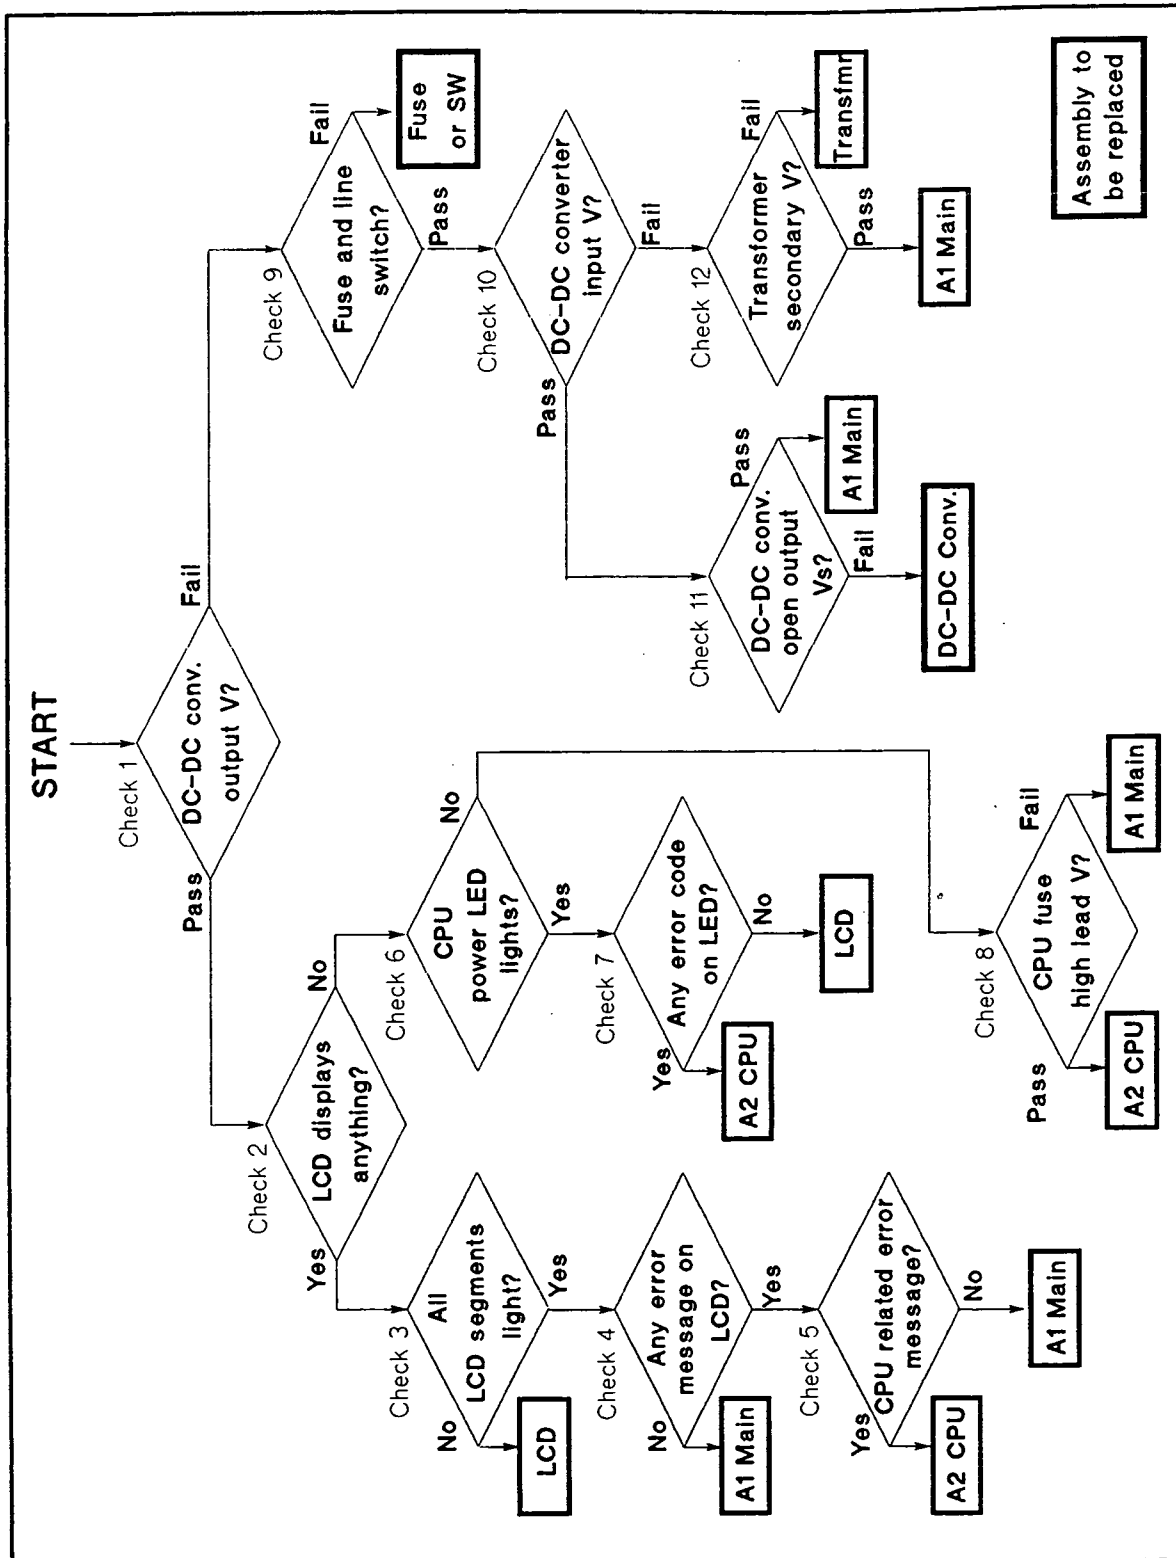 START
Check 1
DC-DC conv.
output V?
Pass
Fail
Check 2
LCD displays
anything?
Yes
No
Check 3
All
LCD segments
light?
No
Yes
LCD
Check 4
Any error
message on
LCD?
No
Yes
A1 Main
Check 5
CPU related error
message?
Yes
No
A2 CPU
A1 Main
Check 6
CPU
power LED
lights?
No
Yes
Check 7
Any error code
on LED?
Yes
No
A2 CPU
LCD
Check 8
CPU fuse
high lead V?
Pass
Fail
A2 CPU
A1 Main
Check 9
Fuse and line
switch?
Fail
Pass
Fuse
or SW
Check 10
DC-DC converter
input V?
Pass
Fail
Check 11
DC-DC conv.
open output
Vs?
Pass
Fail
A1 Main
DC-DC Conv.
Check 12
Transformer
secondary V?
Fail
Pass
Transfmr
A1 Main
Assembly to
be replaced